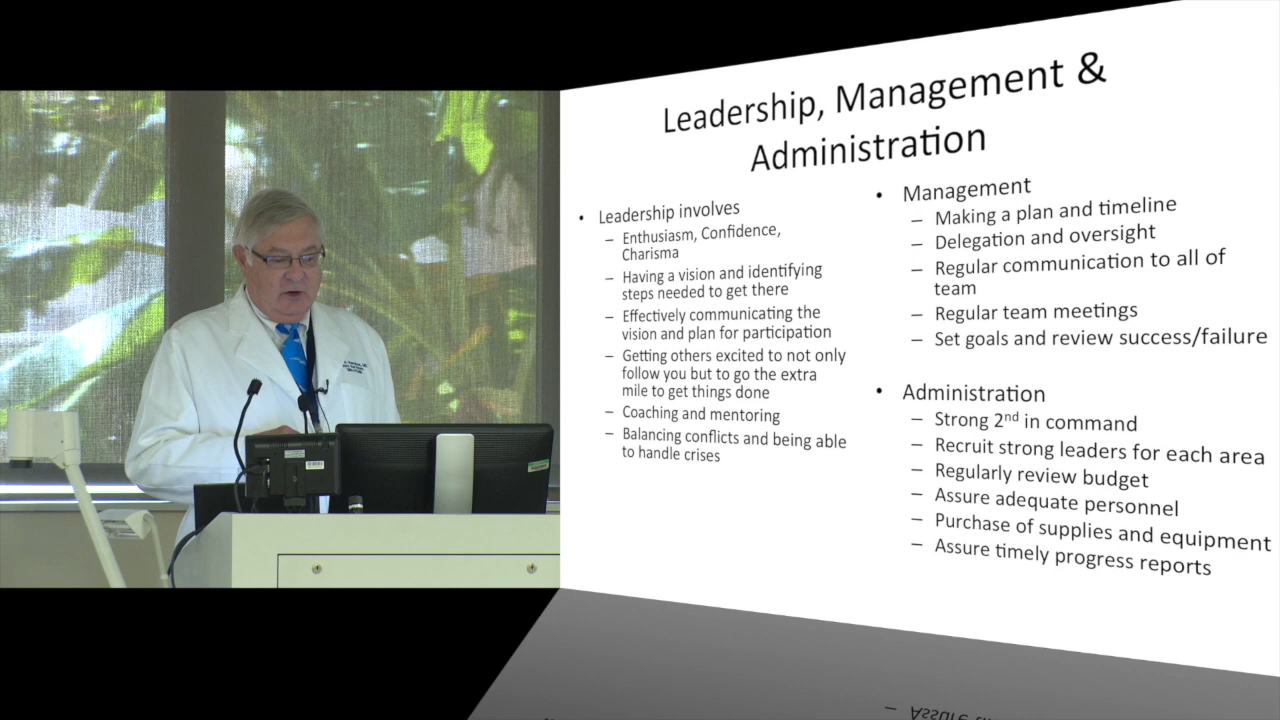 Leadership, Management &
Administration
• Leadership involves
– Enthusiasm, Confidence,
Charisma
– Having a vision and identifying
steps needed to get there
– Effectively communicating the
vision and plan for participation
– Getting others excited to not only
follow you but to go the extra
mile to get things done
– Coaching and mentoring
– Balancing conflicts and being able
to handle crises
• Management
– Making a plan and timeline
– Delegation and oversight
– Regular communication to all of
team
– Regular team meetings
– Set goals and review success/failure
• Administration
– Strong 2nd in command
– Recruit strong leaders for each area
– Regularly review budget
– Assure adequate personnel
– Purchase of supplies and equipment
– Assure timely progress reports